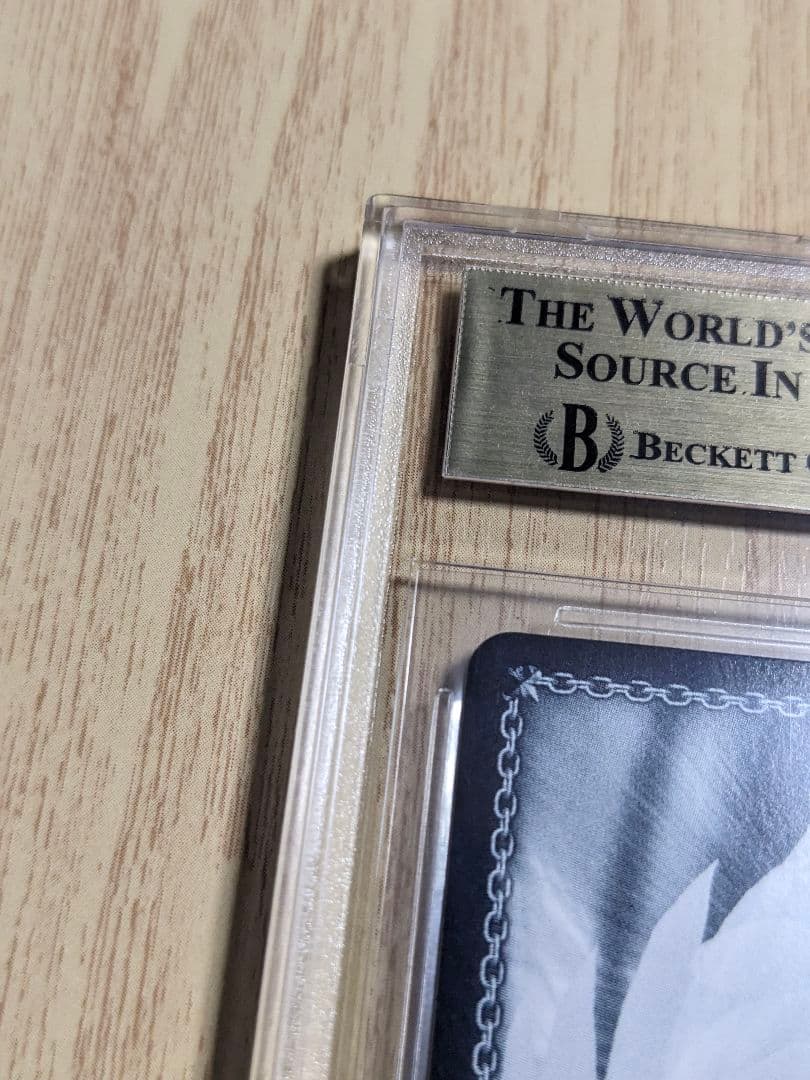 THE WORLD'S
SOURCE IN
B BECKETT